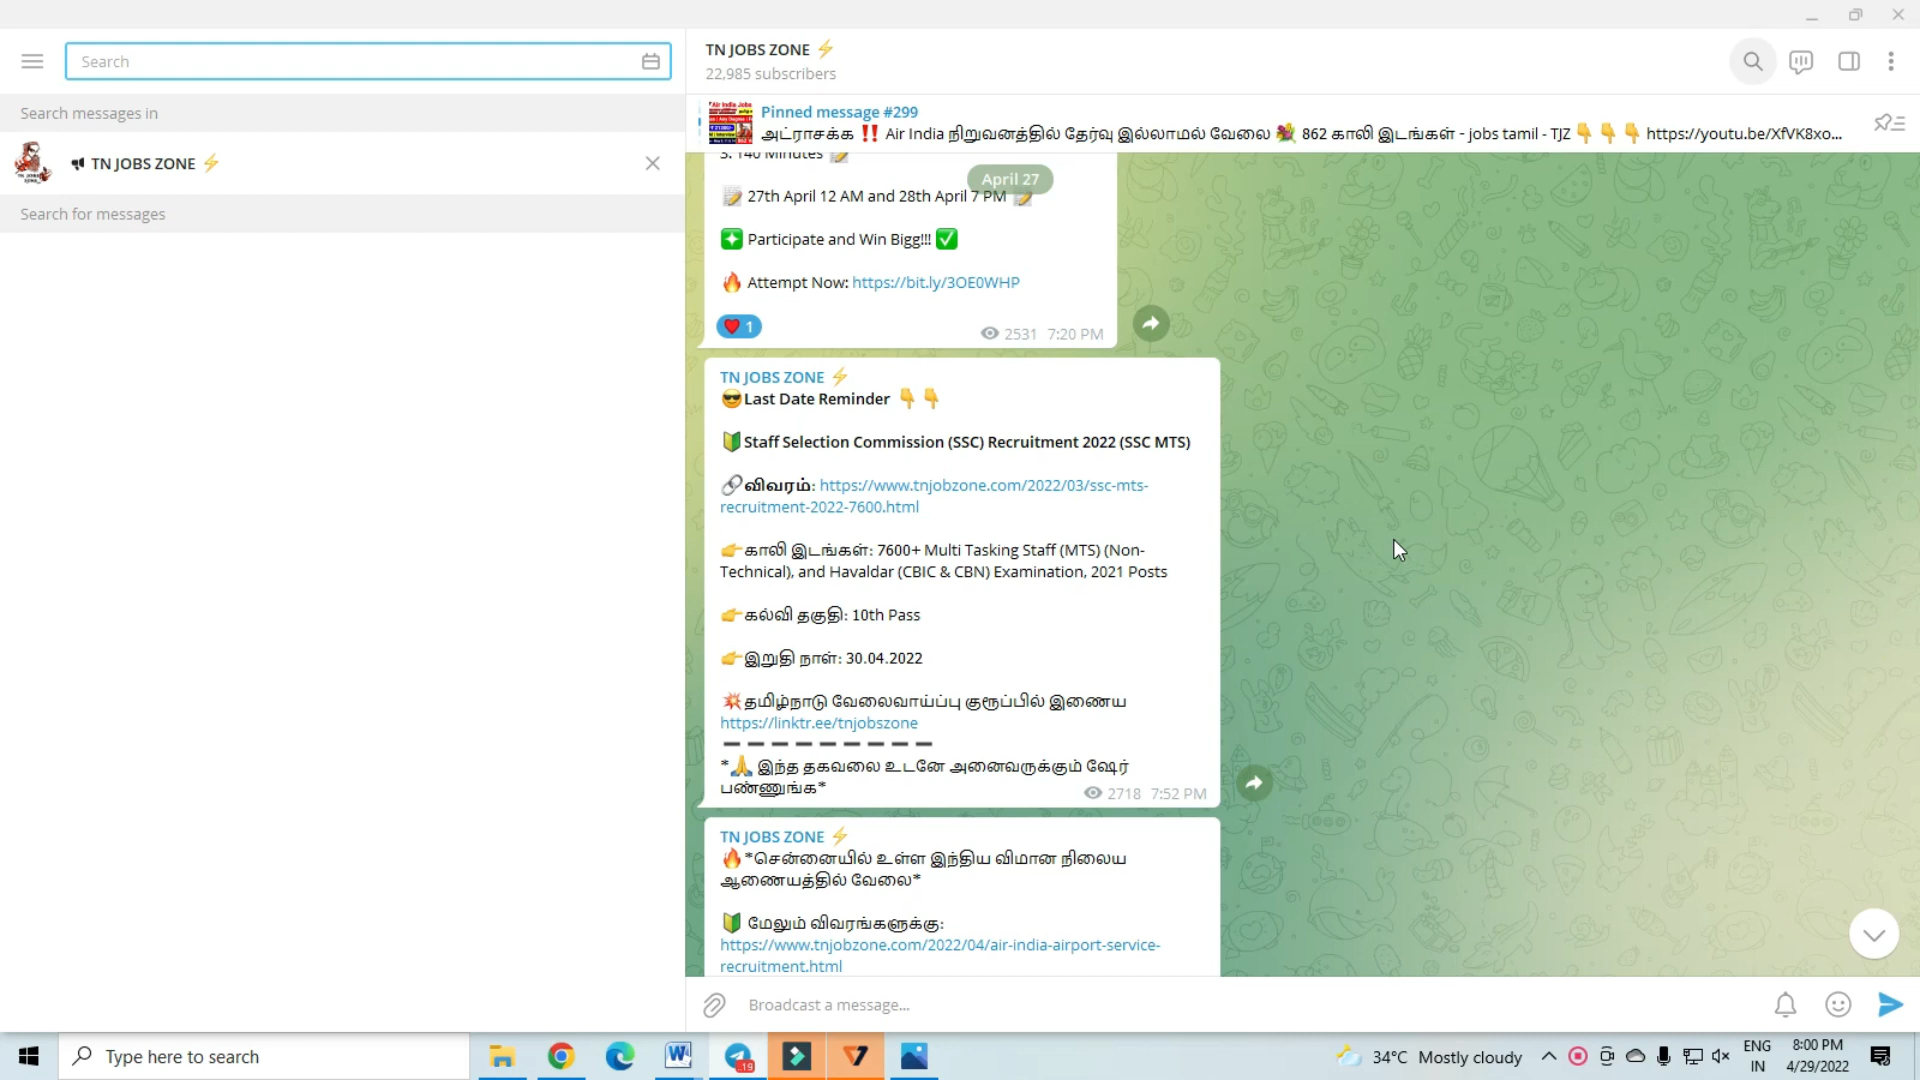 Search
Search messages in
TN JOBS ZONE ⚡
Search for messages
TN JOBS ZONE ⚡
22,985 subscribers
Pinned message #299
அட்ராசக்க ‼️ Air India நிறுவனத்தில் தேர்வு இல்லாமல் வேலை 💐 862 காலி இடங்கள் - jobs tamil - TJZ 👇 👇 👇 https://youtu.be/XfVK8xo...
3. 140 Minutes 📝
April 27
📝 27th April 12 AM and 28th April 7 PM 📝
Participate and Win Bigg!!! ✅
🔥 Attempt Now: https://bit.ly/3OE0WHP
❤️ 1
2531 7:20 PM
TN JOBS ZONE ⚡
😎Last Date Reminder 👇 👇
🔰Staff Selection Commission (SSC) Recruitment 2022 (SSC MTS)
🔗விவரம்: https://www.tnjobzone.com/2022/03/ssc-mts-
recruitment-2022-7600.html
👉காலி இடங்கள்: 7600+ Multi Tasking Staff (MTS) (Non-
Technical), and Havaldar (CBIC & CBN) Examination, 2021 Posts
👉கல்வி தகுதி: 10th Pass
👉இறுதி நாள்: 30.04.2022
💥தமிழ்நாடு வேலைவாய்ப்பு குரூப்பில் இணைய
https://linktr.ee/tnjobszone
➖➖➖➖➖➖➖➖➖
*🙏 இந்த தகவலை உடனே அனைவருக்கும் ஷேர்
பண்ணுங்க*
2718 7:52 PM
TN JOBS ZONE ⚡
🔥*சென்னையில் உள்ள இந்திய விமான நிலைய
ஆணையத்தில் வேலை*
🔰 மேலும் விவரங்களுக்கு:
https://www.tnjobzone.com/2022/04/air-india-airport-service-
recruitment.html
Broadcast a message...
Type here to search
19
34°C Mostly cloudy
ENG
IN
8:00 PM
4/29/2022